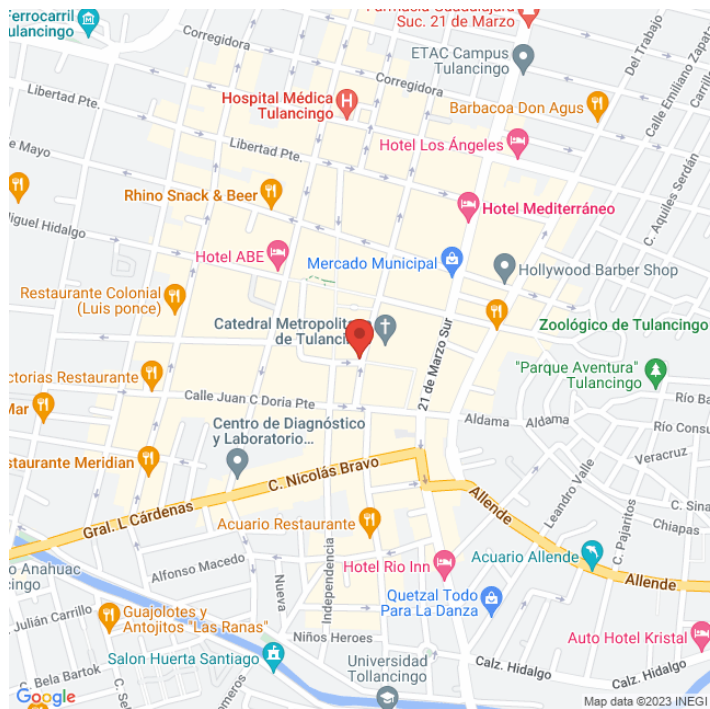 Ferrocarril
Tulancingo
Farmacia Guadalajara
Suc. 21 de Marzo
Corregidora
ETAC Campus
Tulancingo
Del Trabajo
Calle Emiliano Zapata
Carrillo
Libertad Pte.
Hospital Médica
Tulancingo
Corregidora
Barbacoa Don Agus
de Mayo
Libertad Pte.
Hotel Los Ángeles
C. Aquiles Serdán
Rhino Snack & Beer
Hotel Mediterráneo
Miguel Hidalgo
Hotel ABE
Mercado Municipal
Hollywood Barber Shop
Restaurante Colonial
(Luis ponce)
Catedral Metropolit
de Tulancin
21 de Marzo Sur
Zoológico de Tulancingo
ctorias Restaurante
"Parque Aventura"
Tulancingo
Río Ba
Mar
Calle Juan C Doria Pte
Aldama
Aldama
Río Consu
Centro de Diagnóstico
y Laboratorio...
Veracruz
staurante Meridian
C. Nicolás Bravo
Leandro Valle
C. Sina
Gral. L Cárdenas
Allende
C. Pajaritos
Chiapas
Acuario Restaurante
Acuario Allende
o Anahuac
cingo
Alfonso Macedo
Hotel Rio Inn
Allende
Nueva
Independencia
Quetzal Todo
Para La Danza
Julián Carrillo
Guajolotes y
Antojitos "Las Ranas"
Niños Heroes
Auto Hotel Kristal
Salon Huerta Santiago
Calz. Hidalgo
Calz. Hidalgo
C. Bela Bartok
Universidad
Tollancingo
C. Se
omeros
Google
Map data ©2023 INEGI